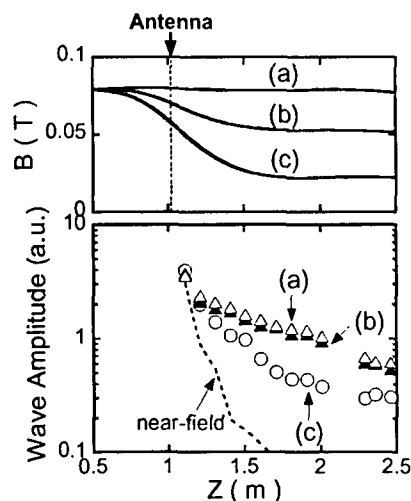 Antenna
0.1
(a)
B ( T )
0.05
(b)
(c)
0
10
Wave Amplitude (a.u.)
(a)
(b)
1
near-field
(c)
0.1
0.5
1
1.5
2
2.5
Z ( m )